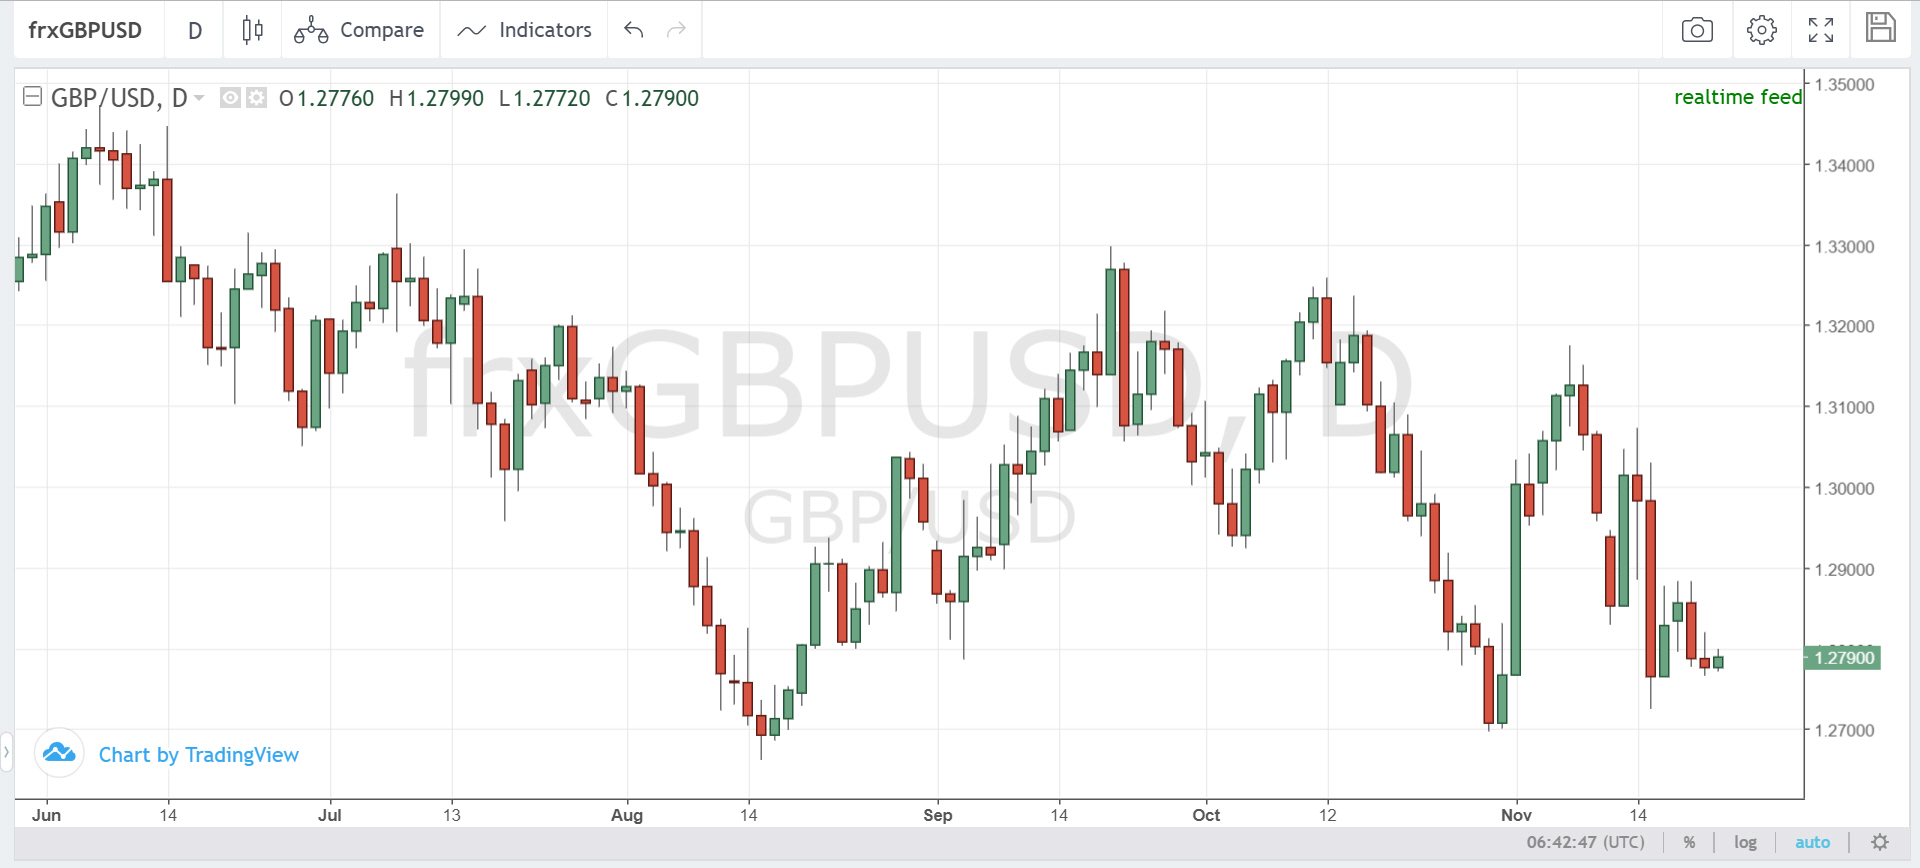 frxGBPUSD D Compare Indicators
GBP/USD, D O1.27760 H1.27990 L1.27720 C1.27900
realtime feed
1.35000
1.34000
1.33000
1.32000
1.31000
1.30000
1.29000
1.27900
1.27000
frxGBPUSD, D
GBP/USD
Chart by TradingView
Jun 14 Jul 13 Aug 14 Sep 14 Oct 12 Nov 14
06:42:47 (UTC) % log auto